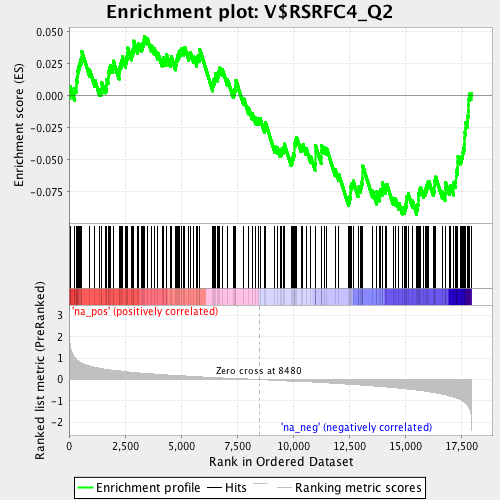 Enrichment plot: V$RSRFC4_Q2
Enrichment score (ES)
0.050
0.025
0.000
-0.025
-0.050
-0.075
'na_pos' (positively correlated)
Ranked list metric (PreRanked)
3
2
1
0
-1
-2
Zero cross at 8480
'na_neg' (negatively correlated)
0
2,500
5,000
7,500
10,000
12,500
15,000
17,500
Rank in Ordered Dataset
Enrichment profile
Hits
Ranking metric scores